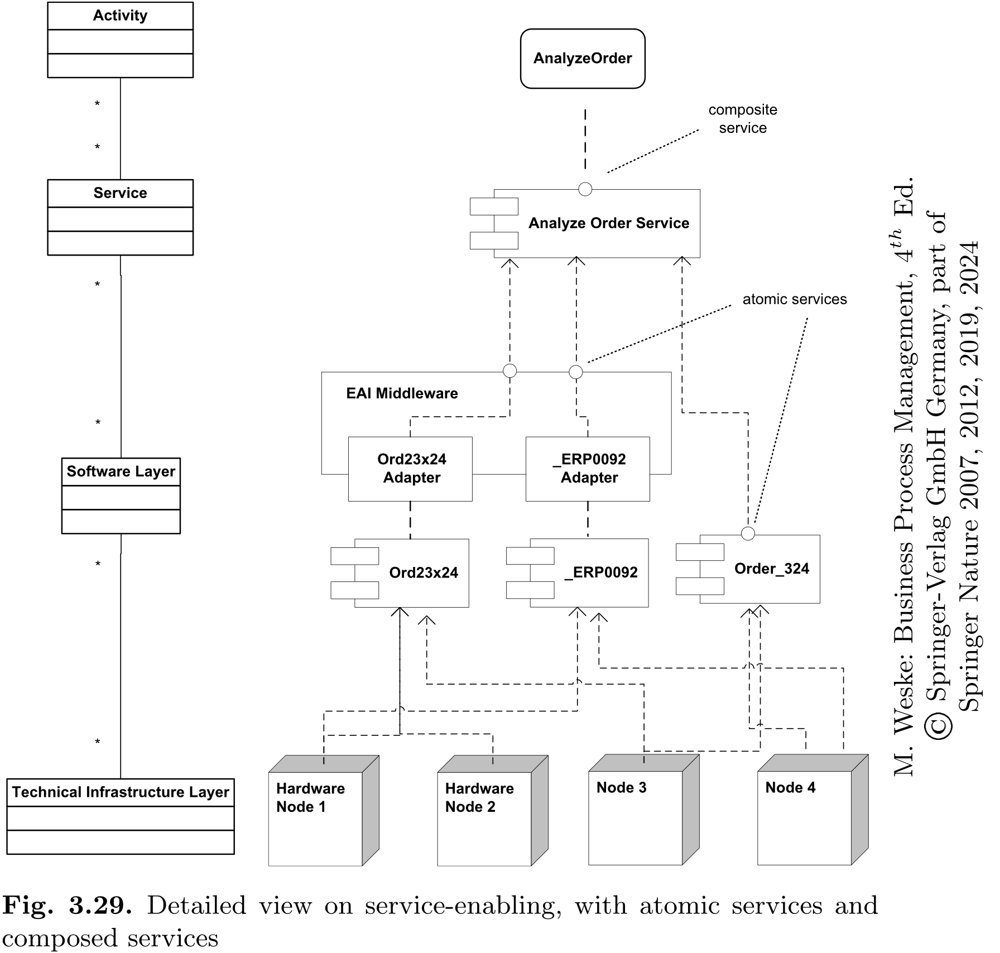 Activity
*
*
Service
*
*
Software Layer
*
*
Technical Infrastructure Layer
AnalyzeOrder
composite
service
Analyze Order Service
atomic services
EAI Middleware
Ord23x24
Adapter
_ERP0092
Adapter
Ord23x24
_ERP0092
Order_324
Hardware
Node 1
Hardware
Node 2
Node 3
Node 4
M. Weske: Business Process Management, 4th Ed.
© Springer-Verlag GmbH Germany, part of
Springer Nature 2007, 2012, 2019, 2024
Fig. 3.29. Detailed view on service-enabling, with atomic services and
composed services